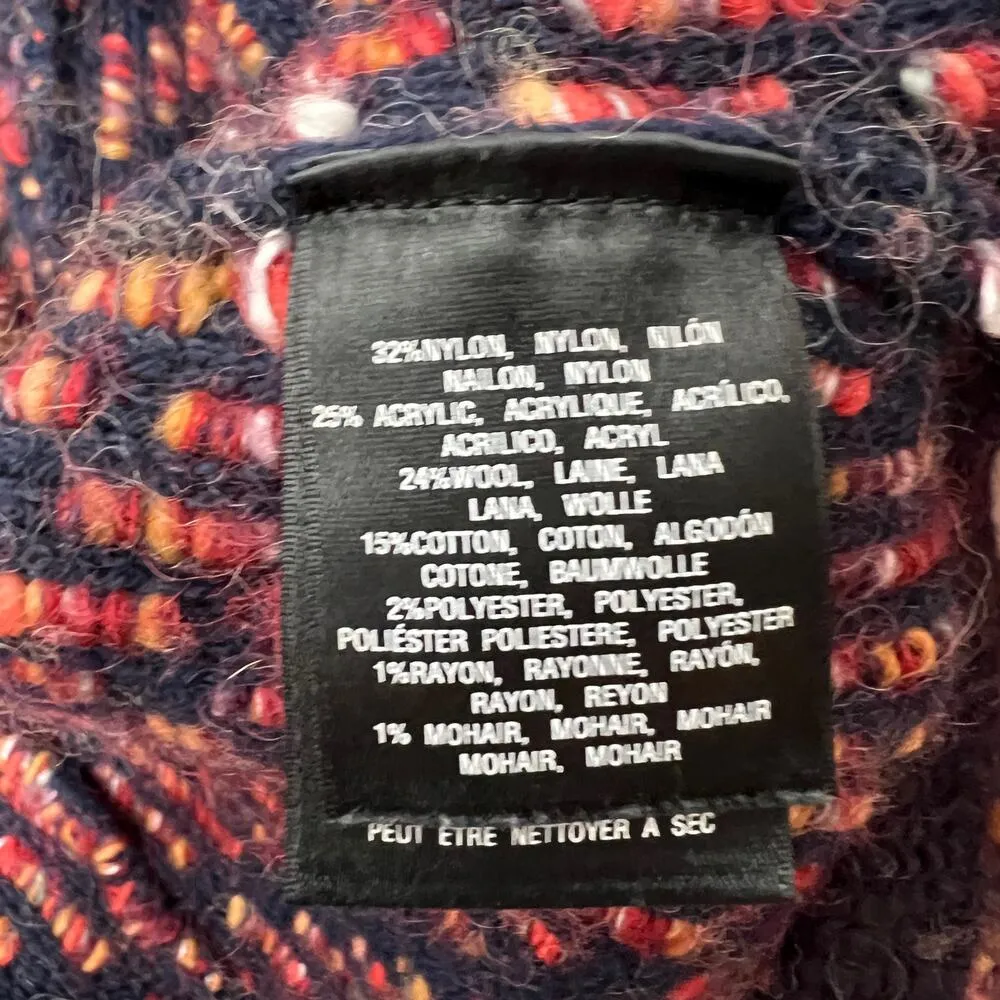 32%NYLON, NYLON, NILÓN
NAILON, NYLON
25% ACRYLIC, ACRYLIQUE, ACRÍLICO,
ACRILICO, ACRYL
24%WOOL, LAINE, LANA
LANA, WOLLE
15%COTTON, COTON, ALGODÓN
COTONE, BAUMWOLLE
2%POLYESTER, POLYESTER,
POLIÉSTER POLIESTERE, POLYESTER
1%RAYON, RAYONNE, RAYÓN,
RAYON, REYON
1% MOHAIR, MOHAIR, MOHAIR
MOHAIR, MOHAIR
PEUT ETRE NETTOYER A SEC